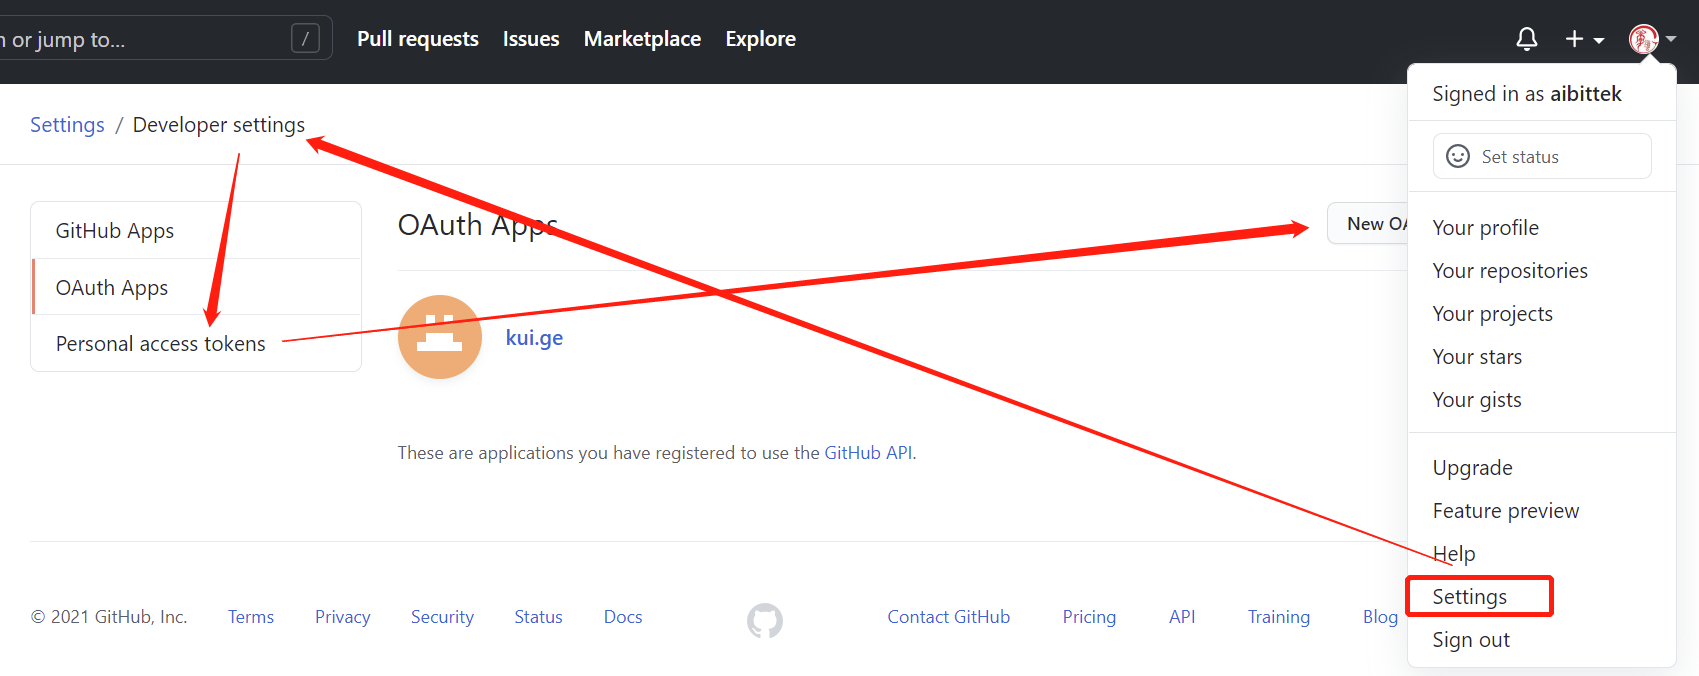 or jump to...
/
Pull requests
Issues
Marketplace
Explore
Settings / Developer settings
GitHub Apps
OAuth Apps
Personal access tokens
OAuth Apps
New OA
kui.ge
These are applications you have registered to use the GitHub API.
Signed in as aibittek
Set status
Your profile
Your repositories
Your projects
Your stars
Your gists
Upgrade
Feature preview
Help
Settings
Sign out
© 2021 GitHub, Inc.
Terms
Privacy
Security
Status
Docs
Contact GitHub
Pricing
API
Training
Blog